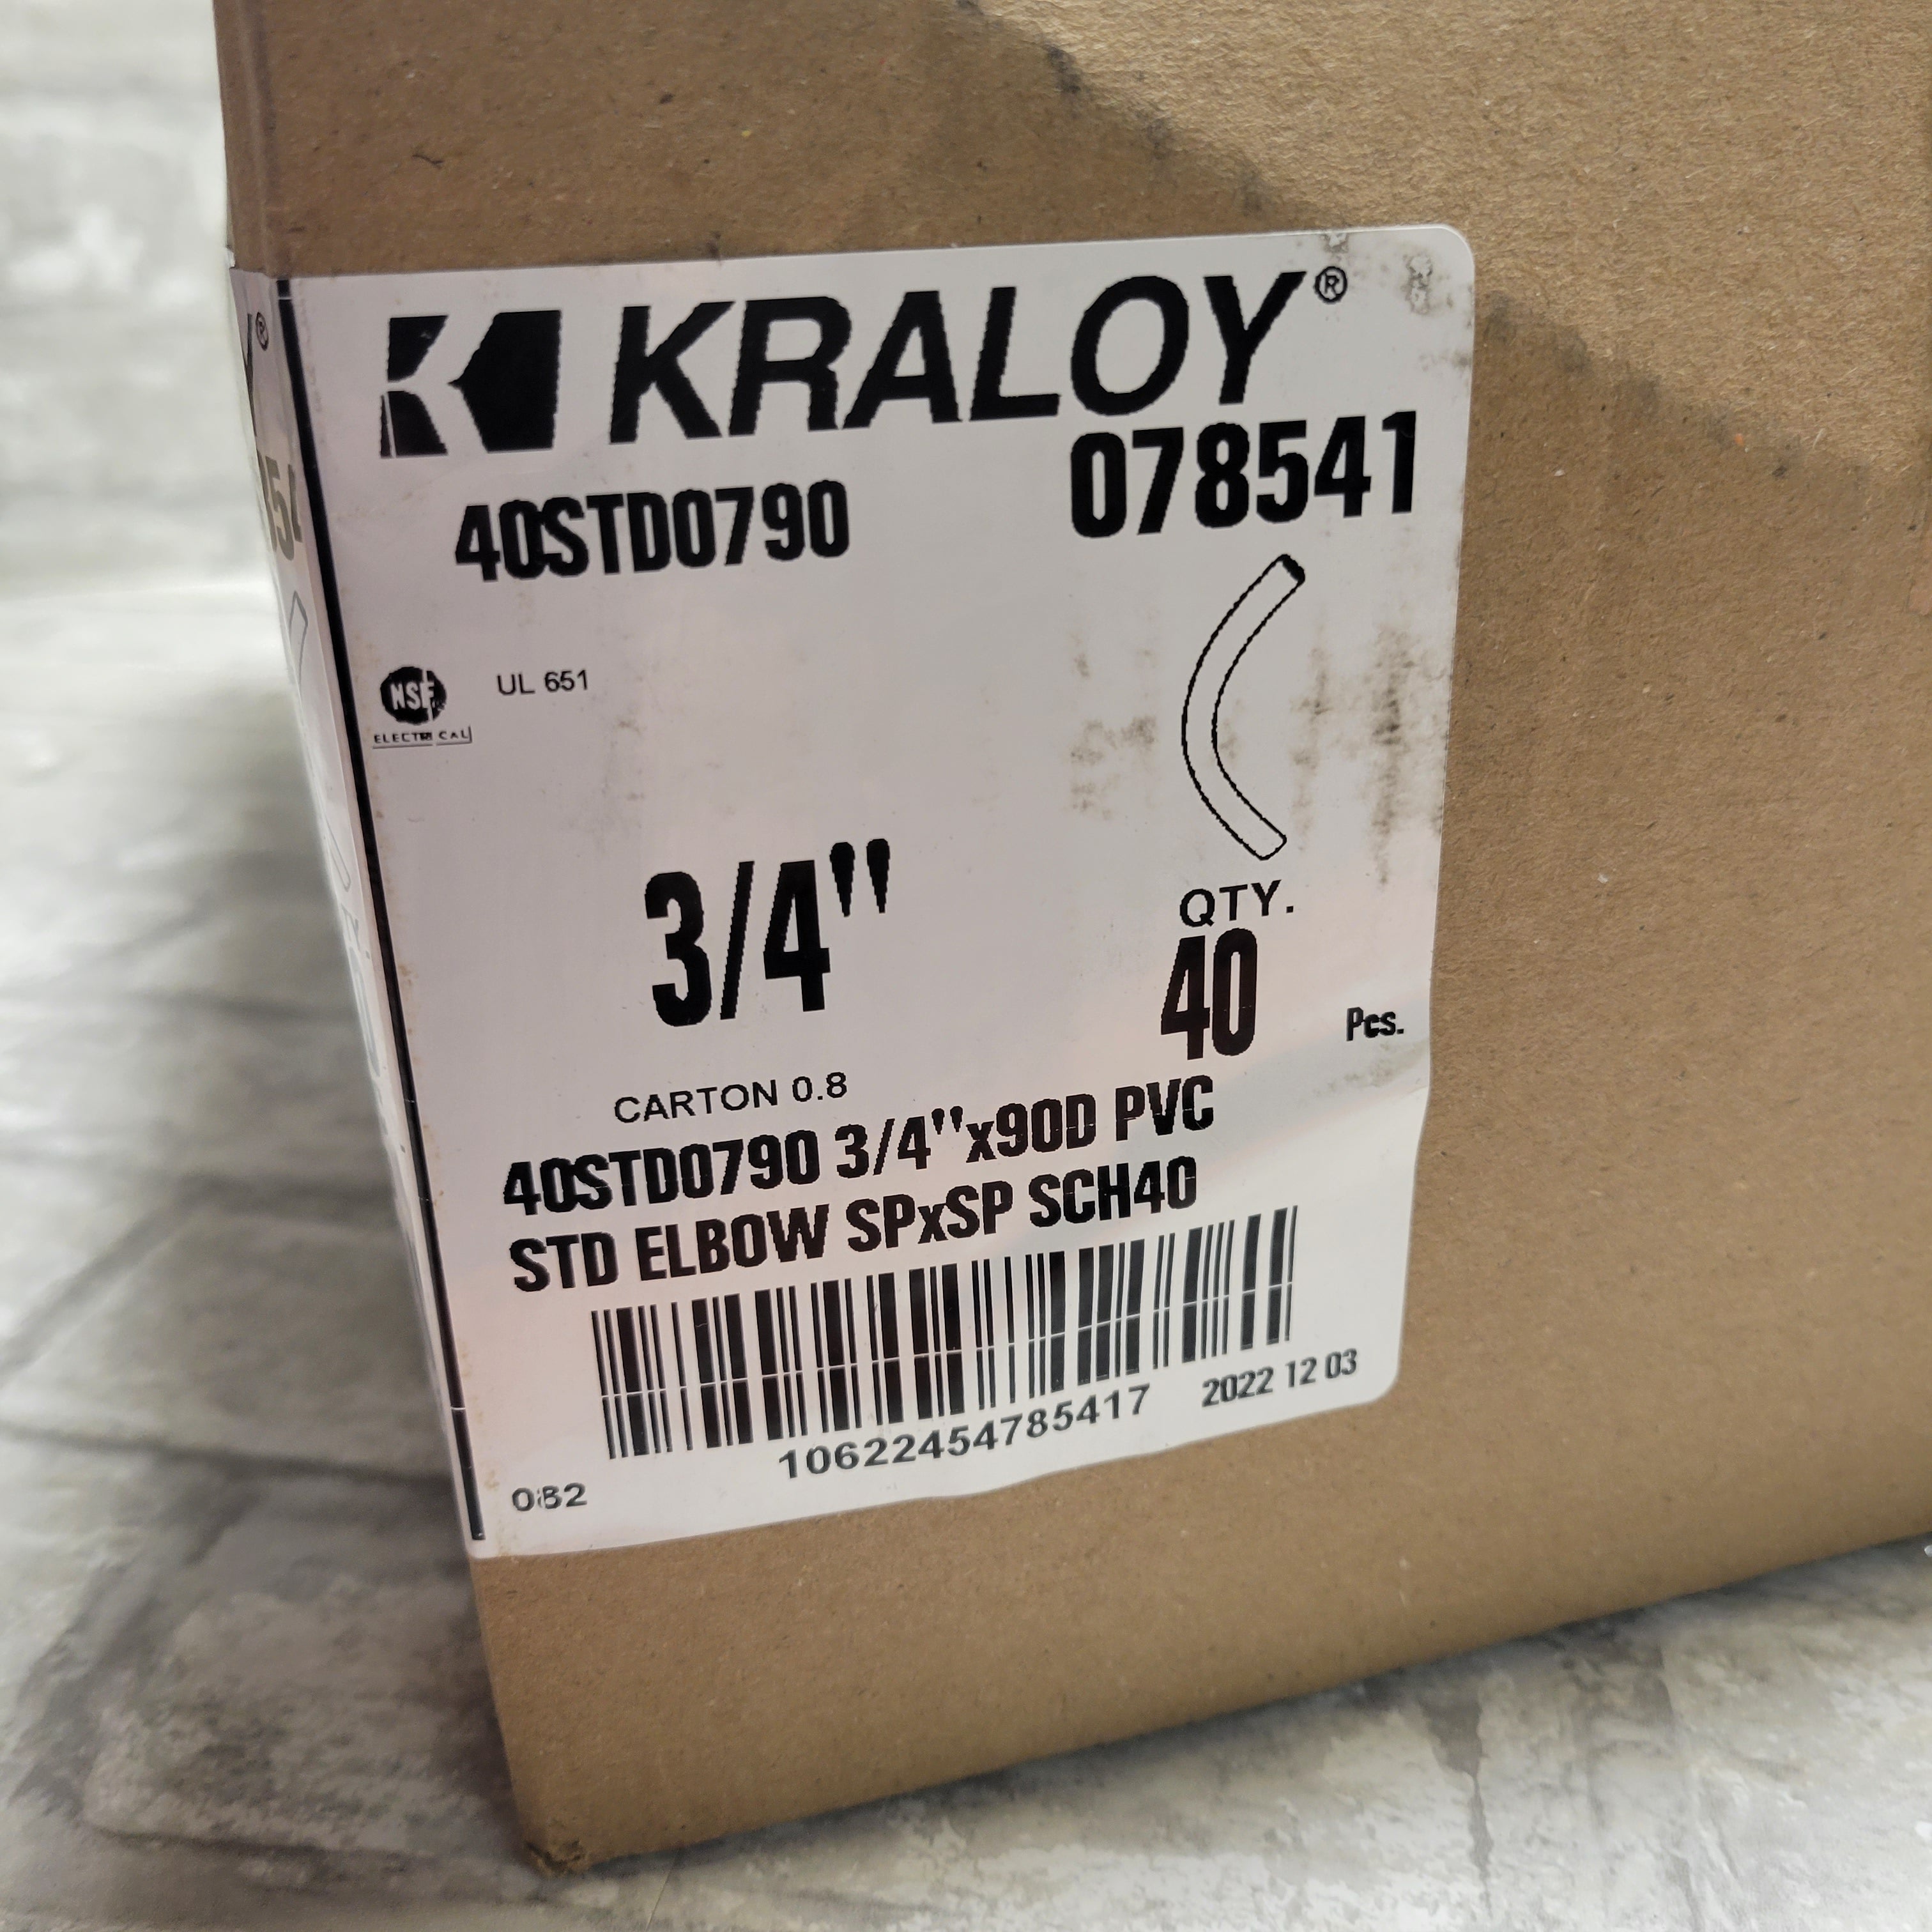 KRALOY®
40STD0790
078541
NSF
ELECTRICAL
UL 651
3/4"
QTY.
40
Pcs.
CARTON 0.8
40STD0790 3/4"x90D PVC
STD ELBOW SPxSP SCH40
10622454785417
2022 12 03